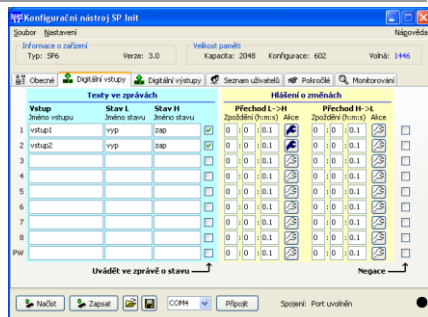 Konfigurační nástroj SP Init
Soubor Nastavení Nápověda
Informace o zařízení Velikost paměti
Typ: SP6 Verze: 3.0 Kapacita: 2048 Konfigurace: 602 Volná: 1446
Obecné Digitální vstupy Digitální výstupy Seznam uživatelů Pokročilé Monitorování
Texty ve zprávách Hlášení o změnách
Vstup Stav L Stav H Přechod L->H Přechod H->L
Jméno vstupu Jméno stavu Jméno stavu Zpoždění (h:m:s) Akce Zpoždění (h:m:s) Akce
1 vstup1 vyp zap 0 : 0 : 0.1 0 : 0 : 0.1
2 vstup2 vyp zap 0 : 0 : 0.1 0 : 0 : 0.1
3 0 : 0 : 0.1 0 : 0 : 0.1
4 0 : 0 : 0.1 0 : 0 : 0.1
5 0 : 0 : 0.1 0 : 0 : 0.1
6 0 : 0 : 0.1 0 : 0 : 0.1
7 0 : 0 : 0.1 0 : 0 : 0.1
8 0 : 0 : 0.1 0 : 0 : 0.1
PW 0 : 0 : 0.1 0 : 0 : 0.1
Uvádět ve zprávě o stavu Negace
Načíst Zapsat COM4 Připojit Spojení: Port uvolněn